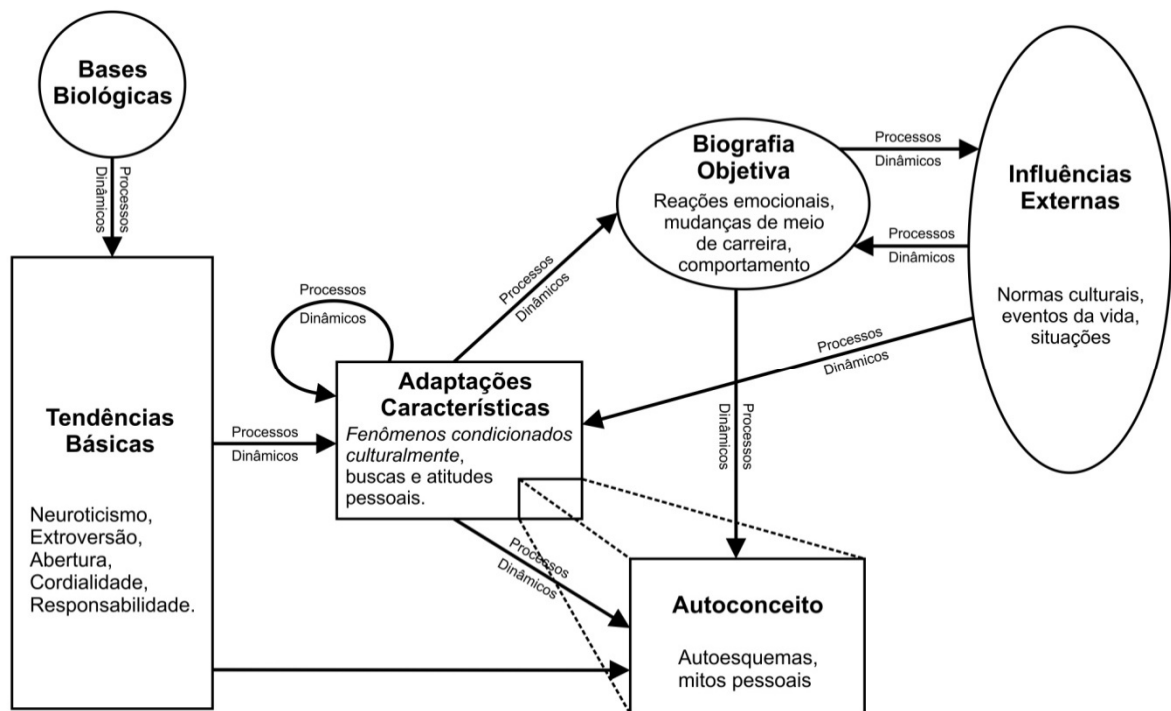 Bases
Biológicas
Processos
Dinâmicos
Tendências
Básicas
Neuroticismo,
Extroversão,
Abertura,
Cordialidade,
Responsabilidade.
Processos
Dinâmicos
Processos
Dinâmicos
Adaptações
Características
Fenômenos condicionados
culturalmente,
buscas e atitudes
pessoais.
Processos
Dinâmicos
Biografia
Objetiva
Reações emocionais,
mudanças de meio
de carreira,
comportamento
Processos
Dinâmicos
Processos
Dinâmicos
Influências
Externas
Normas culturais,
eventos da vida,
situações
Processos
Dinâmicos
Processos
Dinâmicos
Processos
Dinâmicos
Autoconceito
Autoesquemas,
mitos pessoais